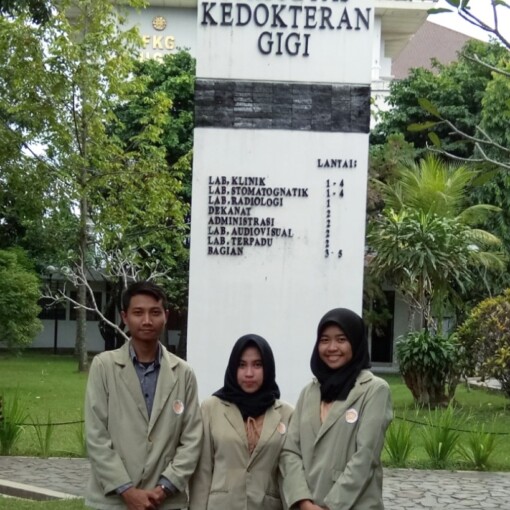 FKG
KEDOKTERAN
GIGI
LANTAI:
LAB. KLINIK 1-4
LAB. STOMATOGNATIK 1-4
LAB. RADIOLOGI 1
DEKANAT 2
ADMINISTRASI 2
LAB. AUDIOVISUAL 2
LAB. TERPADU 2
BAGIAN 3-5